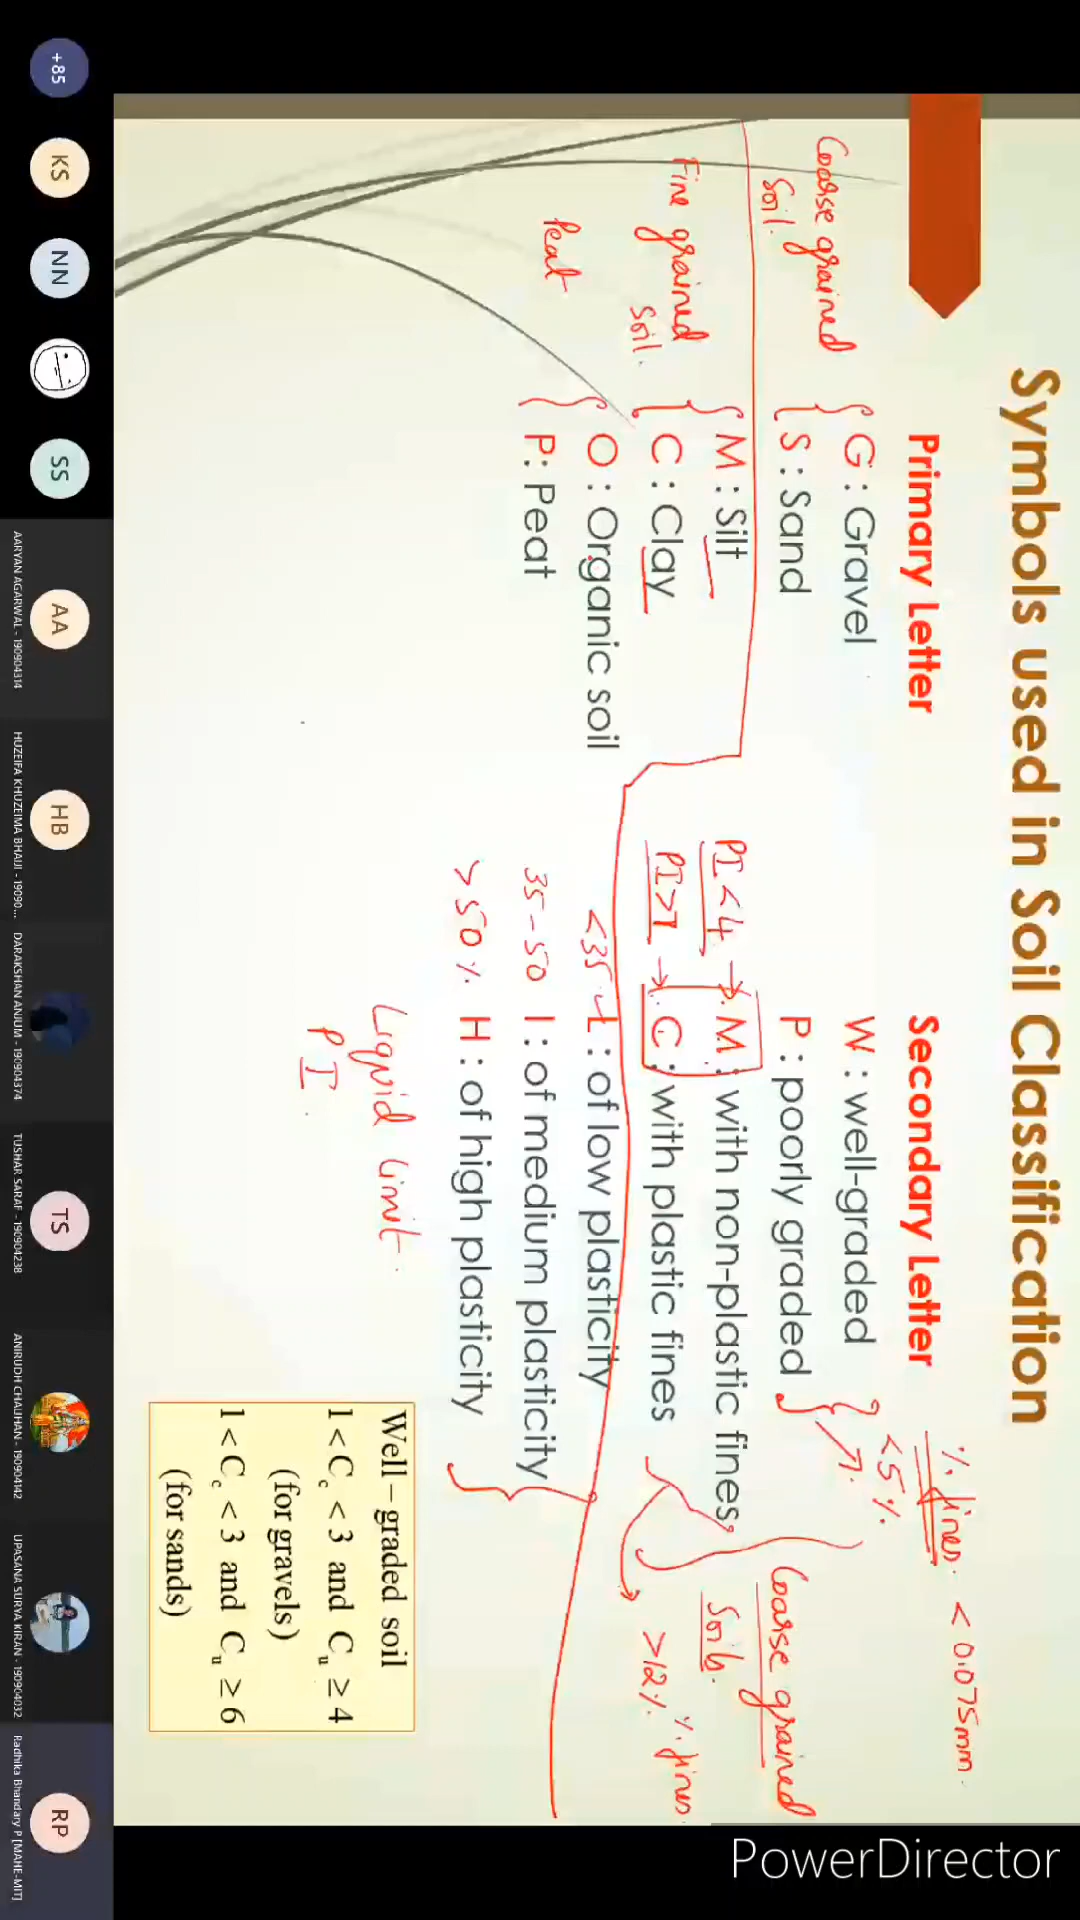 Symbols used in Soil Classification
Primary Letter
Coarse grained
soil.
G : Gravel
S : Sand
Fine grained
soil.
M : Silt
C : Clay
Peat
O : Organic soil
P: Peat
Secondary Letter
% fines. < 0.075mm.
W : well-graded
P : poorly graded
<5%.
PI < 4 → M : with non-plastic fines
PI > 7 → C : with plastic fines
Coarse grained
Soils.
>12%. % fines.
<35 L : of low plasticity
35-50 I : of medium plasticity
>50% H : of high plasticity
Liquid limit
P I
Well – graded soil
1 < Cc < 3 and Cu ≥ 4
(for gravels)
1 < Cc < 3 and Cu ≥ 6
(for sands)
+85
KS
NN
SS
AA
AARYAN AGARWAL - 190904314
HB
HUZEIFA KHUZEIMA BHAIJI - 19090...
DARAKSHAN ANJUM - 190904374
TS
TUSHAR SARAF - 190904238
ANIRUDH CHAUHAN - 190904142
UPASANA SURYA KIRAN - 190904032
RP
Radhika Bhandary P [MAHE-MIT]
PowerDirector